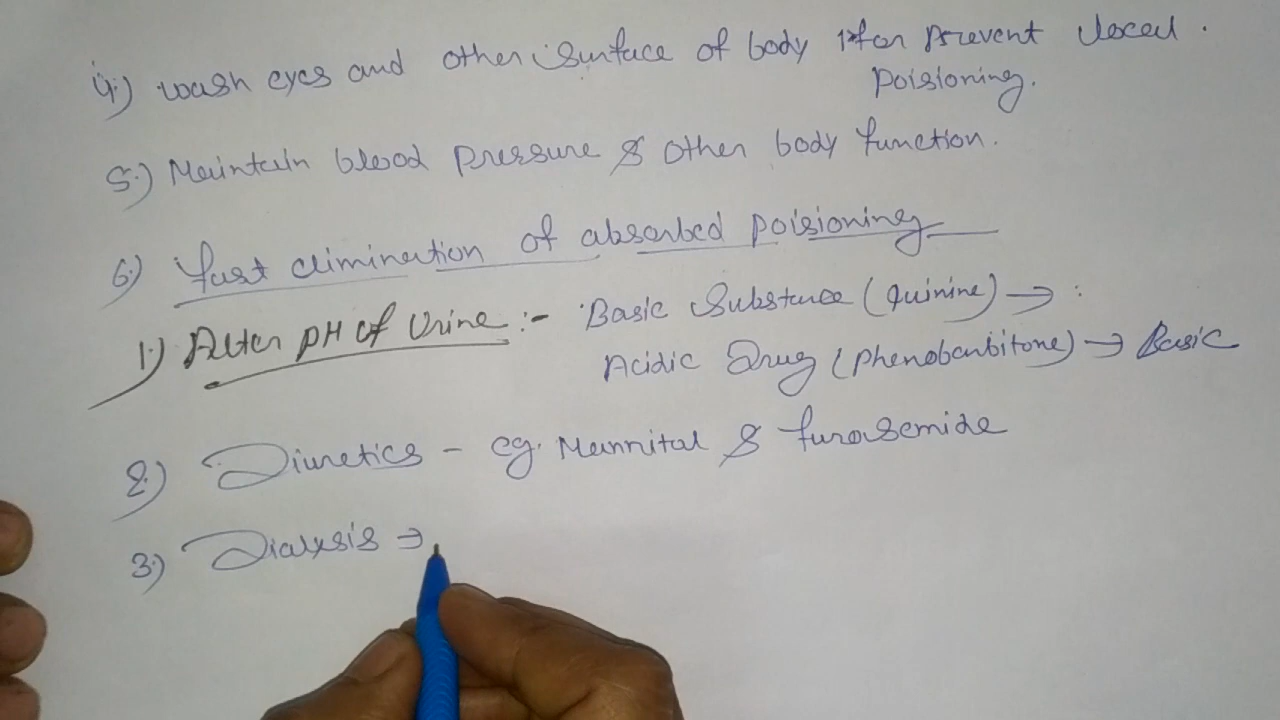 4.) wash eyes and other surface of body for prevent local.
poisioning.
5.) Maintain blood pressure & other body function.
6.) fast elimination of absorbed poisioning
1.) Alter pH of Urine :- Basic Substance (quinine) → :
Acidic Drug (phenobarbitone) → Basic
2.) Diuretics - eg. Mannital & furosemide
3.) Dialysis →